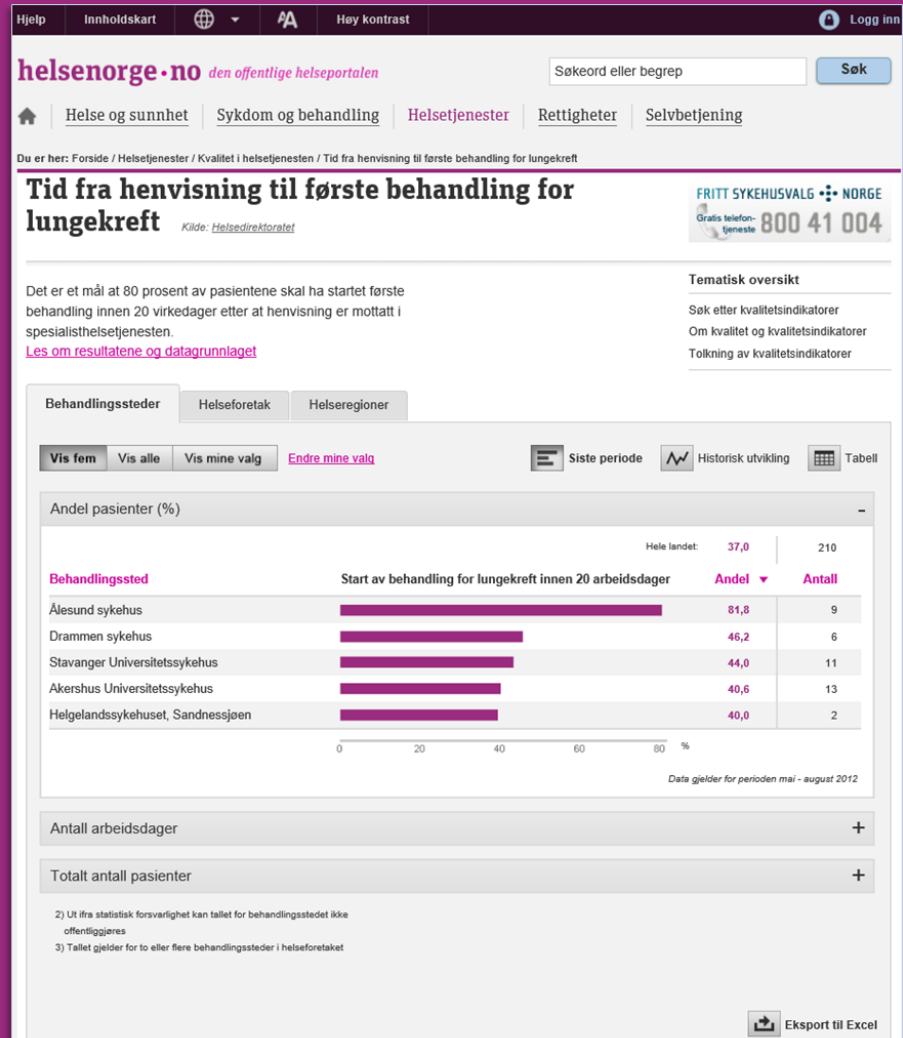 Hjelp Innholdskart AA Høy kontrast Logg inn
helsenorge·no den offentlige helseportalen
Søkeord eller begrep Søk
Helse og sunnhet Sykdom og behandling Helsetjenester Rettigheter Selvbetjening
Du er her: Forside / Helsetjenester / Kvalitet i helsetjenesten / Tid fra henvisning til første behandling for lungekreft
Tid fra henvisning til første behandling for
lungekreft Kilde: Helsedirektoratet
FRITT SYKEHUSVALG NORGE
Gratis telefon-
tjeneste 800 41 004
Det er et mål at 80 prosent av pasientene skal ha startet første
behandling innen 20 virkedager etter at henvisning er mottatt i
spesialisthelsetjenesten.
Les om resultatene og datagrunnlaget
Tematisk oversikt
Søk etter kvalitetsindikatorer
Om kvalitet og kvalitetsindikatorer
Tolkning av kvalitetsindikatorer
Behandlingssteder Helseforetak Helseregioner
Vis fem Vis alle Vis mine valg Endre mine valg Siste periode Historisk utvikling Tabell
Andel pasienter (%) -
Hele landet: 37,0 210
Behandlingssted Start av behandling for lungekreft innen 20 arbeidsdager Andel ▼ Antall
Ålesund sykehus 81,8 9
Drammen sykehus 46,2 6
Stavanger Universitetssykehus 44,0 11
Akershus Universitetssykehus 40,6 13
Helgelandssykehuset, Sandnessjøen 40,0 2
0 20 40 60 80 %
Data gjelder for perioden mai - august 2012
Antall arbeidsdager +
Totalt antall pasienter +
2) Ut ifra statistisk forsvarlighet kan tallet for behandlingsstedet ikke
offentliggjøres
3) Tallet gjelder for to eller flere behandlingssteder i helseforetaket
Eksport til Excel